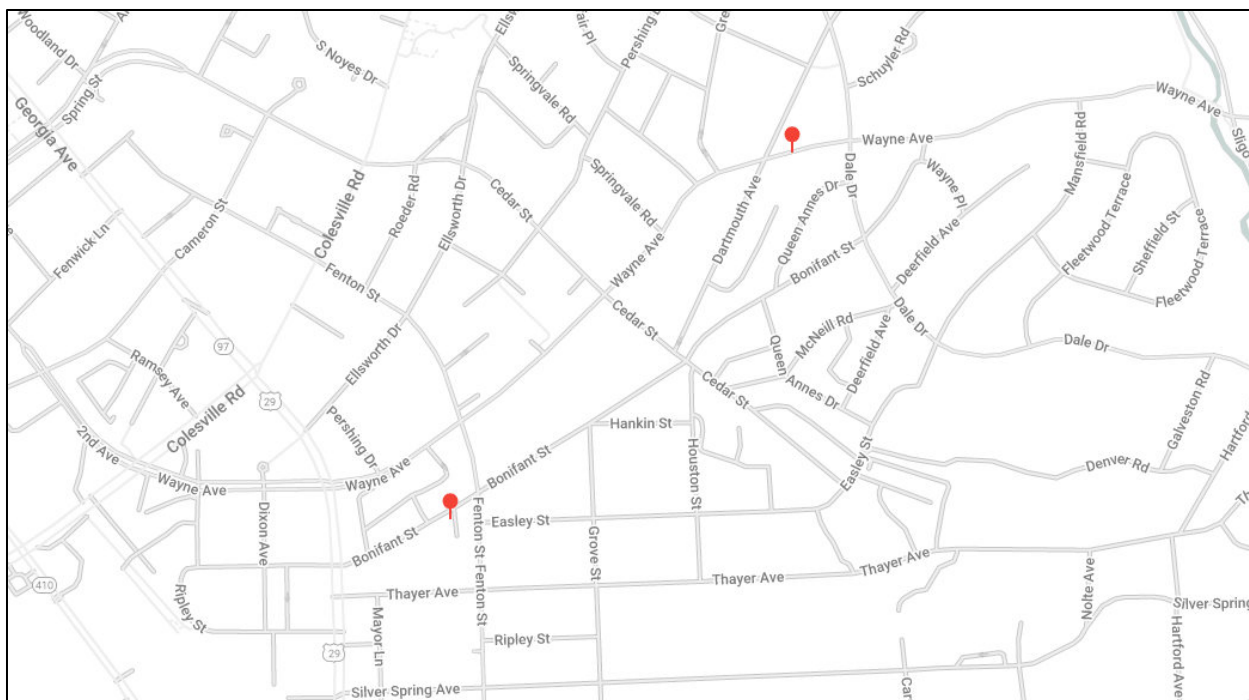 Woodland Dr
Spring St
Georgia Ave
S Noyes Dr
Ellsworth Dr
Springvale Rd
Pershing
Schuyler Rd
Wayne Ave
Sligo
Wayne Ave
Mansfield Rd
Dale Dr
Wayne Pl
Fenwick Ln
Cameron St
Colesville Rd
Roeder Rd
Ellsworth Dr
Cedar St
Springvale Rd
Wayne Ave
Dartmouth Ave
Queen Annes Dr
Bonifant St
Deerfield Ave
Fleetwood Terrace
Sheffield St
Fleetwood Terrace
Fenton St
Cedar St
McNeill Rd
Dale Dr
Dale Dr
97
Ramsey Ave
Ellsworth Dr
Queen Annes Dr
Deerfield Ave
29
Colesville Rd
Cedar St
Galveston Rd
Hartford
2nd Ave
Pershing Dr
Hankin St
Houston St
Easley St
Denver Rd
Wayne Ave
Wayne Ave
Bonifant St
Dixon Ave
Fenton St
Easley St
Bonifant St
Grove St
Thayer Ave
410
Ripley St
Thayer Ave
Fenton St
Thayer Ave
Nolte Ave
Silver Spring
Mayor Ln
Ripley St
29
Hartford Ave
Silver Spring Ave